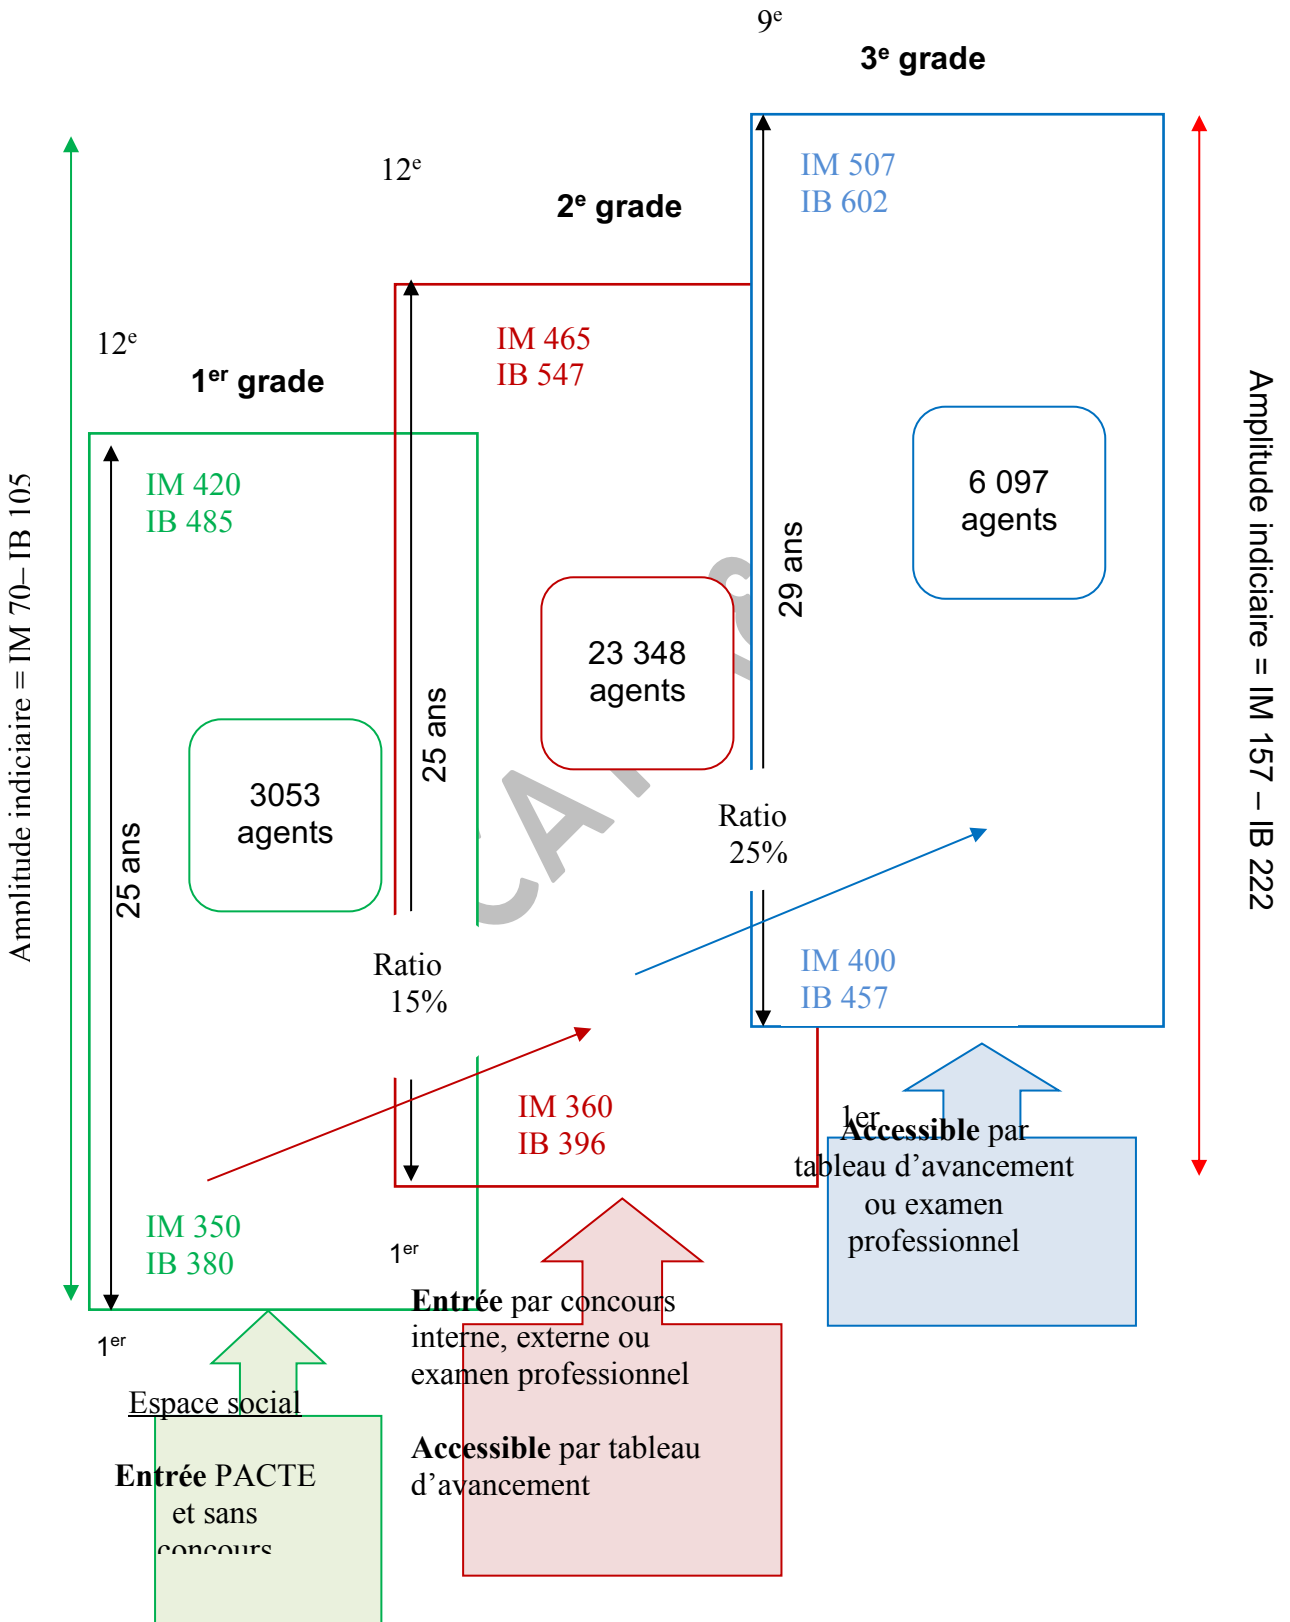 9e
3e grade
IM 507
IB 602
12e
2e grade
IM 465
IB 547
12e
1er grade
IM 420
IB 485
6 097
agents
29 ans
23 348
agents
25 ans
3053
agents
25 ans
Amplitude indiciaire = IM 70– IB 105
Amplitude indiciaire = IM 157 – IB 222
Ratio
25%
Ratio
15%
IM 400
IB 457
IM 360
IB 396
IM 350
IB 380
1er
1er
1er
Accessible par
tableau d’avancement
ou examen
professionnel
Entrée par concours
interne, externe ou
examen professionnel
Accessible par tableau
d’avancement
Espace social
Entrée PACTE
et sans
concours